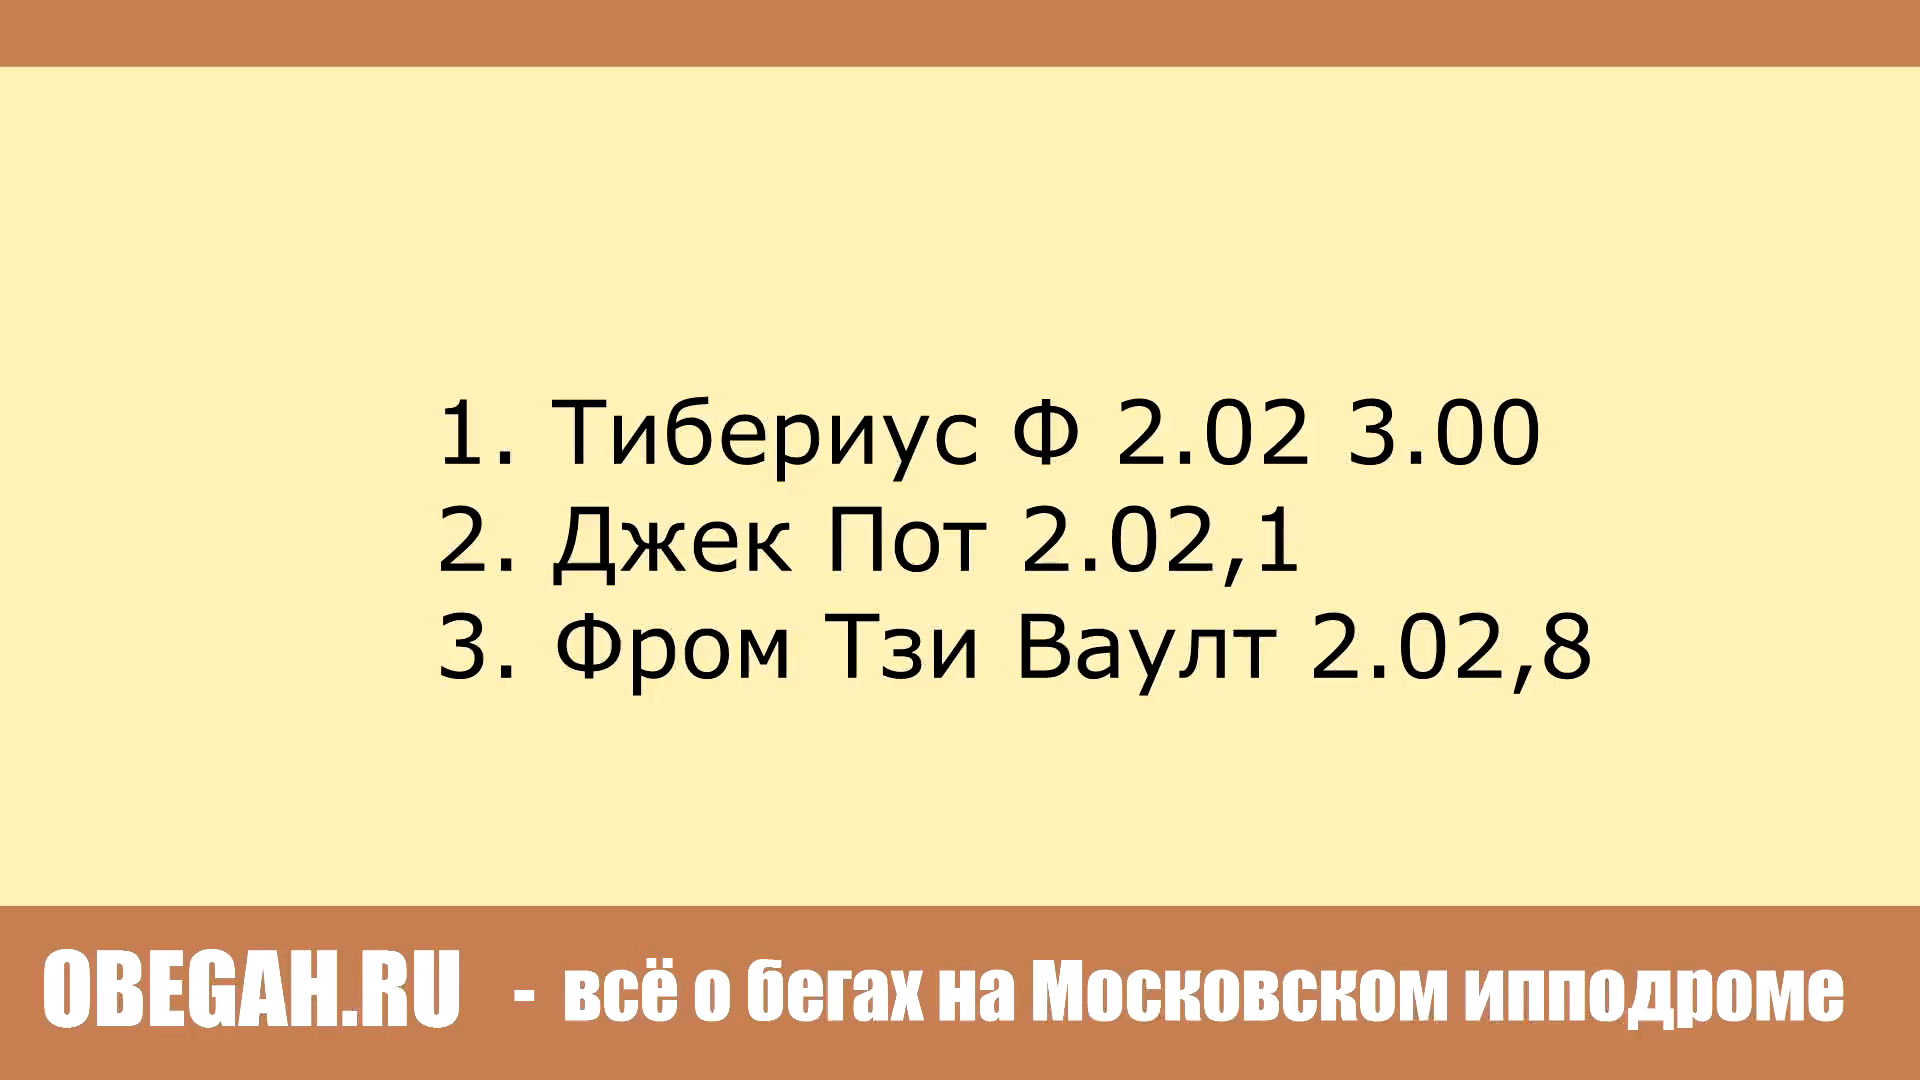 1. Тибериус Ф 2.02 3.00
2. Джек Пот 2.02,1
3. Фром Тзи Ваулт 2.02,8
OBEGAH.RU - всё о бегах на Московском ипподроме